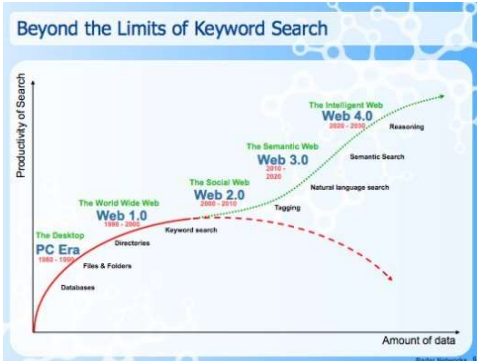 Beyond the Limits of Keyword Search
Productivity of Search
The Intelligent Web
Web 4.0
2020 - 2030
Reasoning
The Semantic Web
Web 3.0
2010 -
2020
Semantic Search
The Social Web
Web 2.0
2000 - 2010
Natural language search
Tagging
The World Wide Web
Web 1.0
1990 - 2000
Keyword search
Directories
The Desktop
PC Era
1980 - 1990
Files & Folders
Databases
Amount of data
Radar Networks